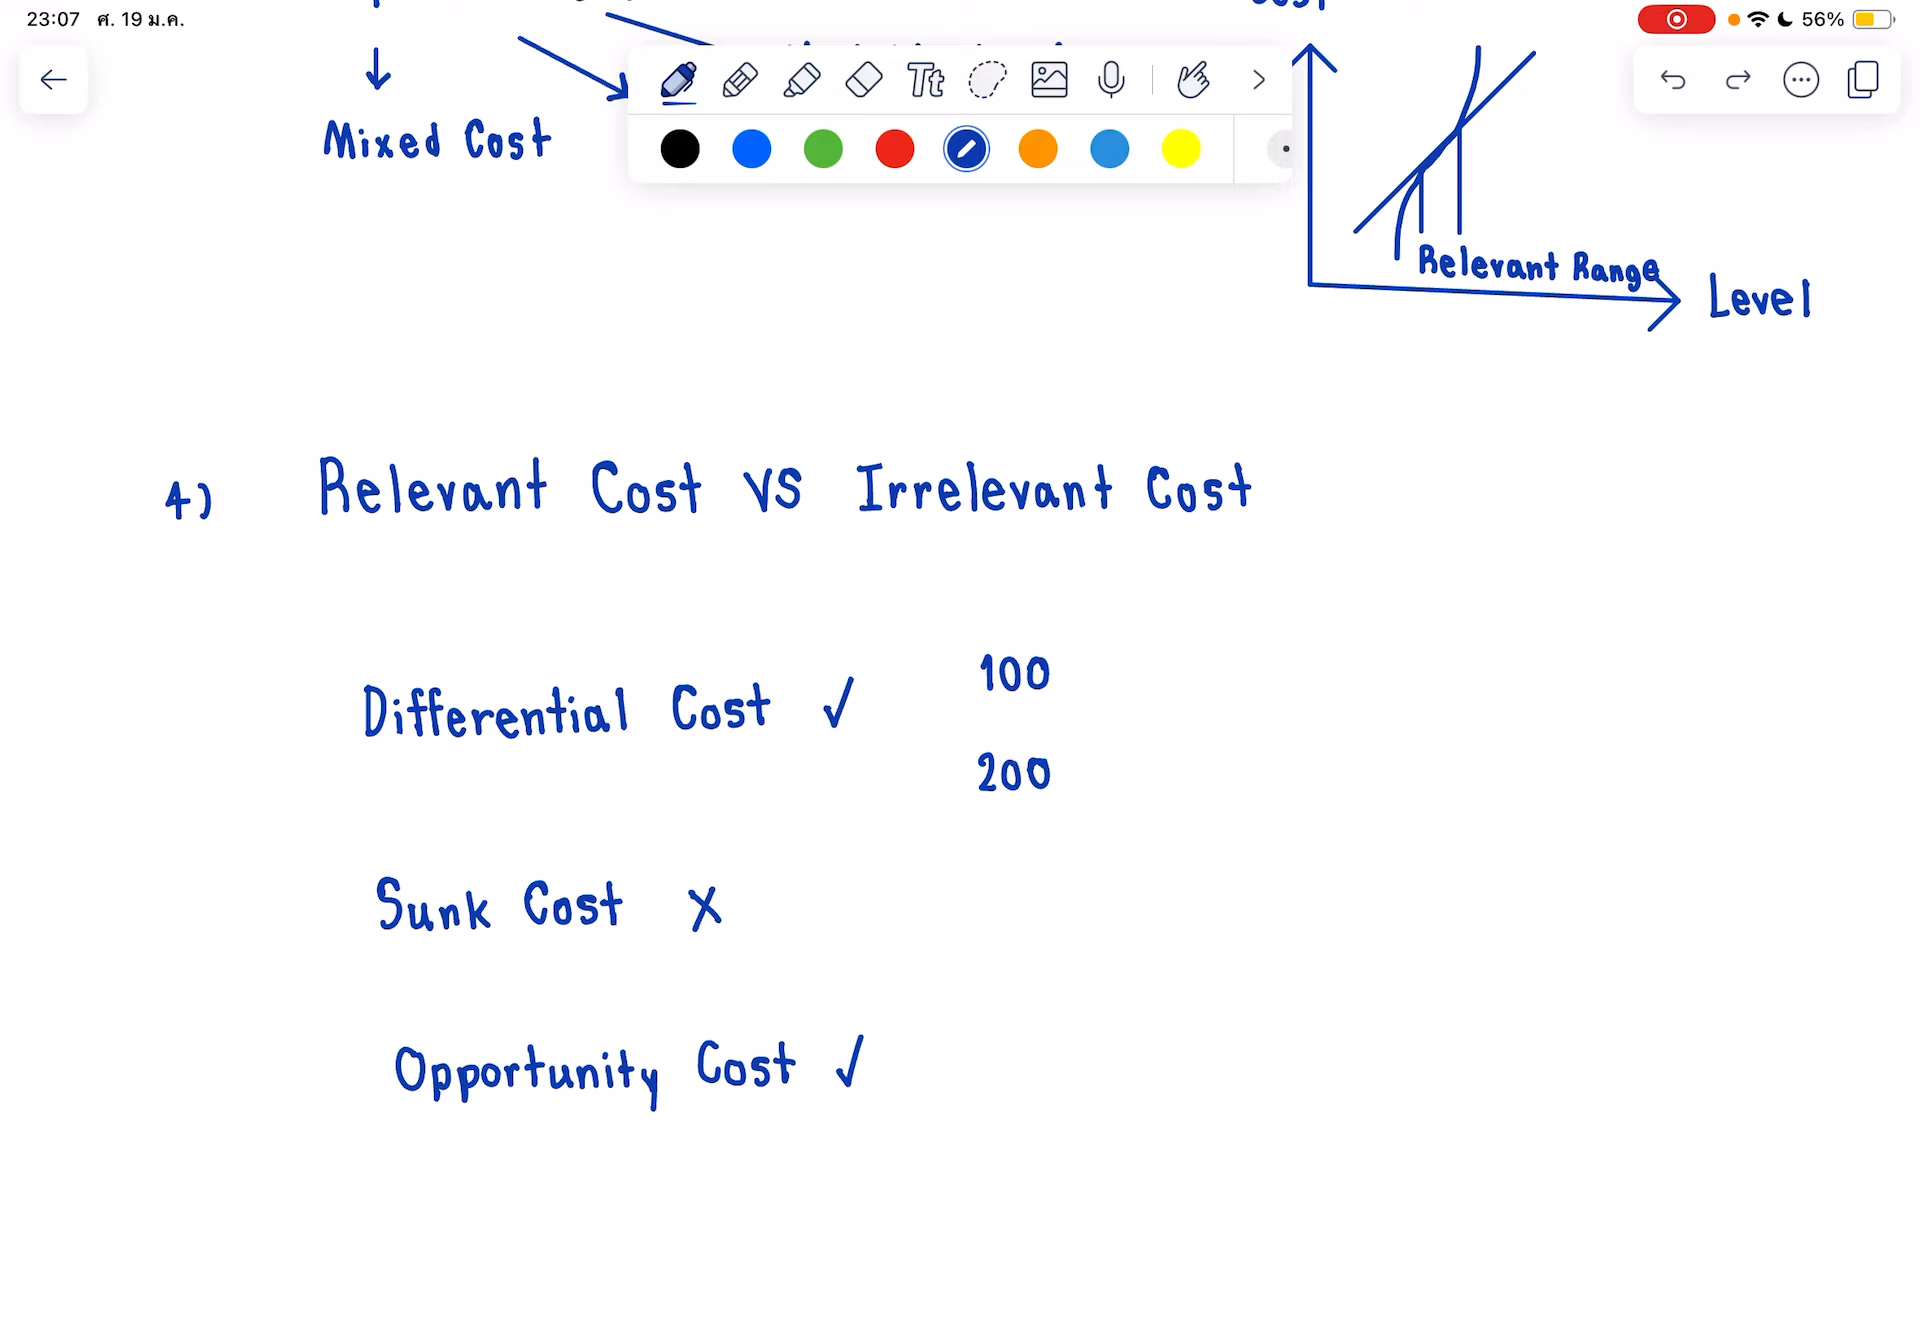 23:07 ศ. 19 ม.ค.
56%
Tt
Mixed Cost
Relevant Range
Level
4) Relevant Cost VS Irrelevant Cost
Differential Cost ✓
100
200
Sunk Cost X
Opportunity Cost ✓